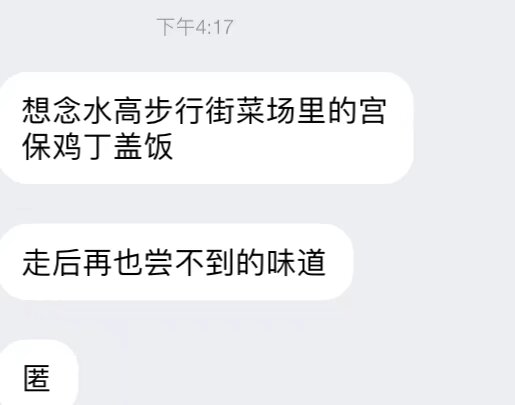 下午4:17
想念水高步行街菜场里的宫
保鸡丁盖饭
走后再也尝不到的味道
匿